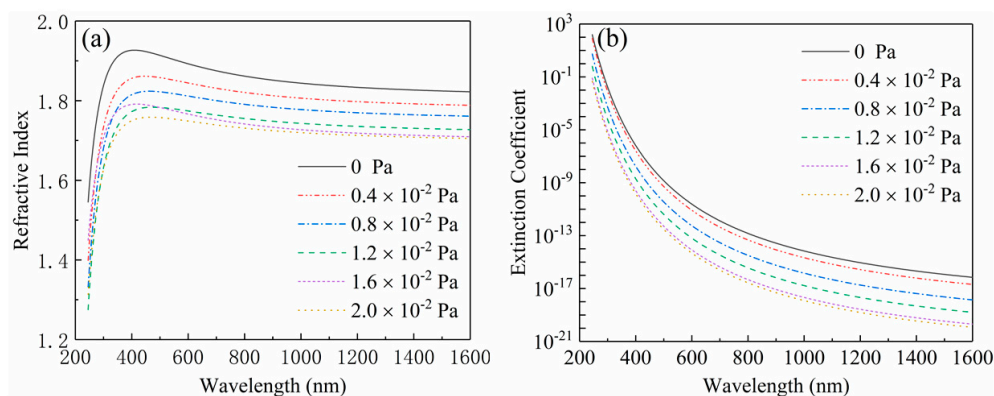 (a)
2.0
1.8
1.6
1.4
1.2
200 400 600 800 1000 1200 1400 1600
Refractive Index
Wavelength (nm)
0 Pa
0.4 × 10⁻² Pa
0.8 × 10⁻² Pa
1.2 × 10⁻² Pa
1.6 × 10⁻² Pa
2.0 × 10⁻² Pa
(b)
10³
10⁻¹
10⁻⁵
10⁻⁹
10⁻¹³
10⁻¹⁷
10⁻²¹
200 400 600 800 1000 1200 1400 1600
Extinction Coefficient
Wavelength (nm)
0 Pa
0.4 × 10⁻² Pa
0.8 × 10⁻² Pa
1.2 × 10⁻² Pa
1.6 × 10⁻² Pa
2.0 × 10⁻² Pa